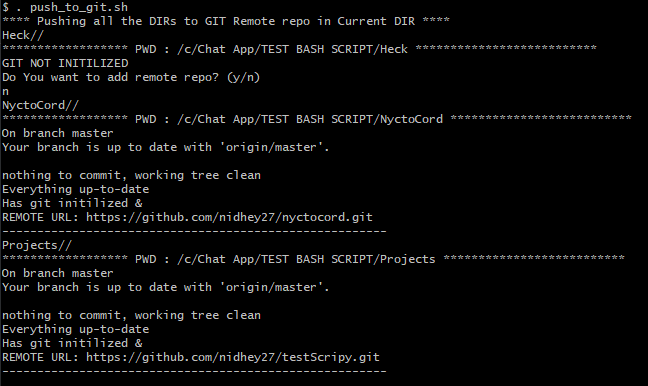 $ . push_to_git.sh
**** Pushing all the DIRs to GIT Remote repo in Current DIR ****
Heck//
****************** PWD : /c/Chat App/TEST BASH SCRIPT/Heck **************************
GIT NOT INITILIZED
Do You want to add remote repo? (y/n)
n
NyctoCord//
****************** PWD : /c/Chat App/TEST BASH SCRIPT/NyctoCord **************************
On branch master
Your branch is up to date with 'origin/master'.
nothing to commit, working tree clean
Everything up-to-date
Has git initilized &
REMOTE URL: https://github.com/nidhey27/nyctocord.git
-------------------------------------------------------
Projects//
****************** PWD : /c/Chat App/TEST BASH SCRIPT/Projects **************************
On branch master
Your branch is up to date with 'origin/master'.
nothing to commit, working tree clean
Everything up-to-date
Has git initilized &
REMOTE URL: https://github.com/nidhey27/testScripy.git
-------------------------------------------------------